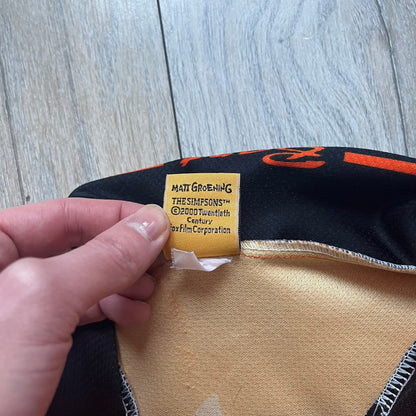 MATT GROENING
THE SIMPSONS™
©2000 Twentieth
Century
Fox Film Corporation